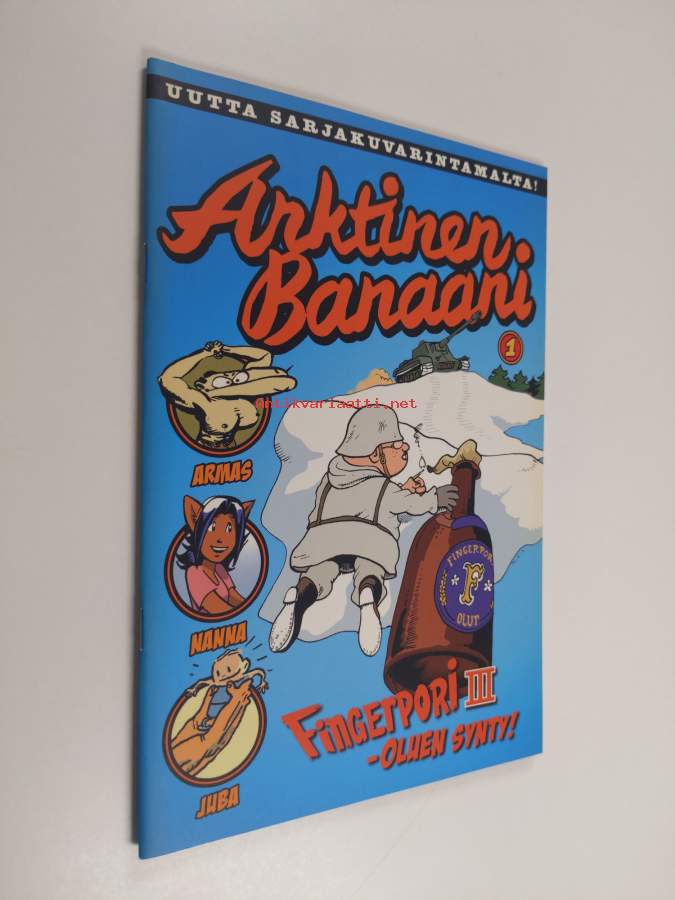 UUTTA SARJAKUVARINTAMALTA!
Arktinen
Banaani
1
Antikvariaatti.net
ARMAS
NANNA
JUBA
FINGERPORI
F
OLUT
FINGERPORI III
-OLUEN SYNTY!